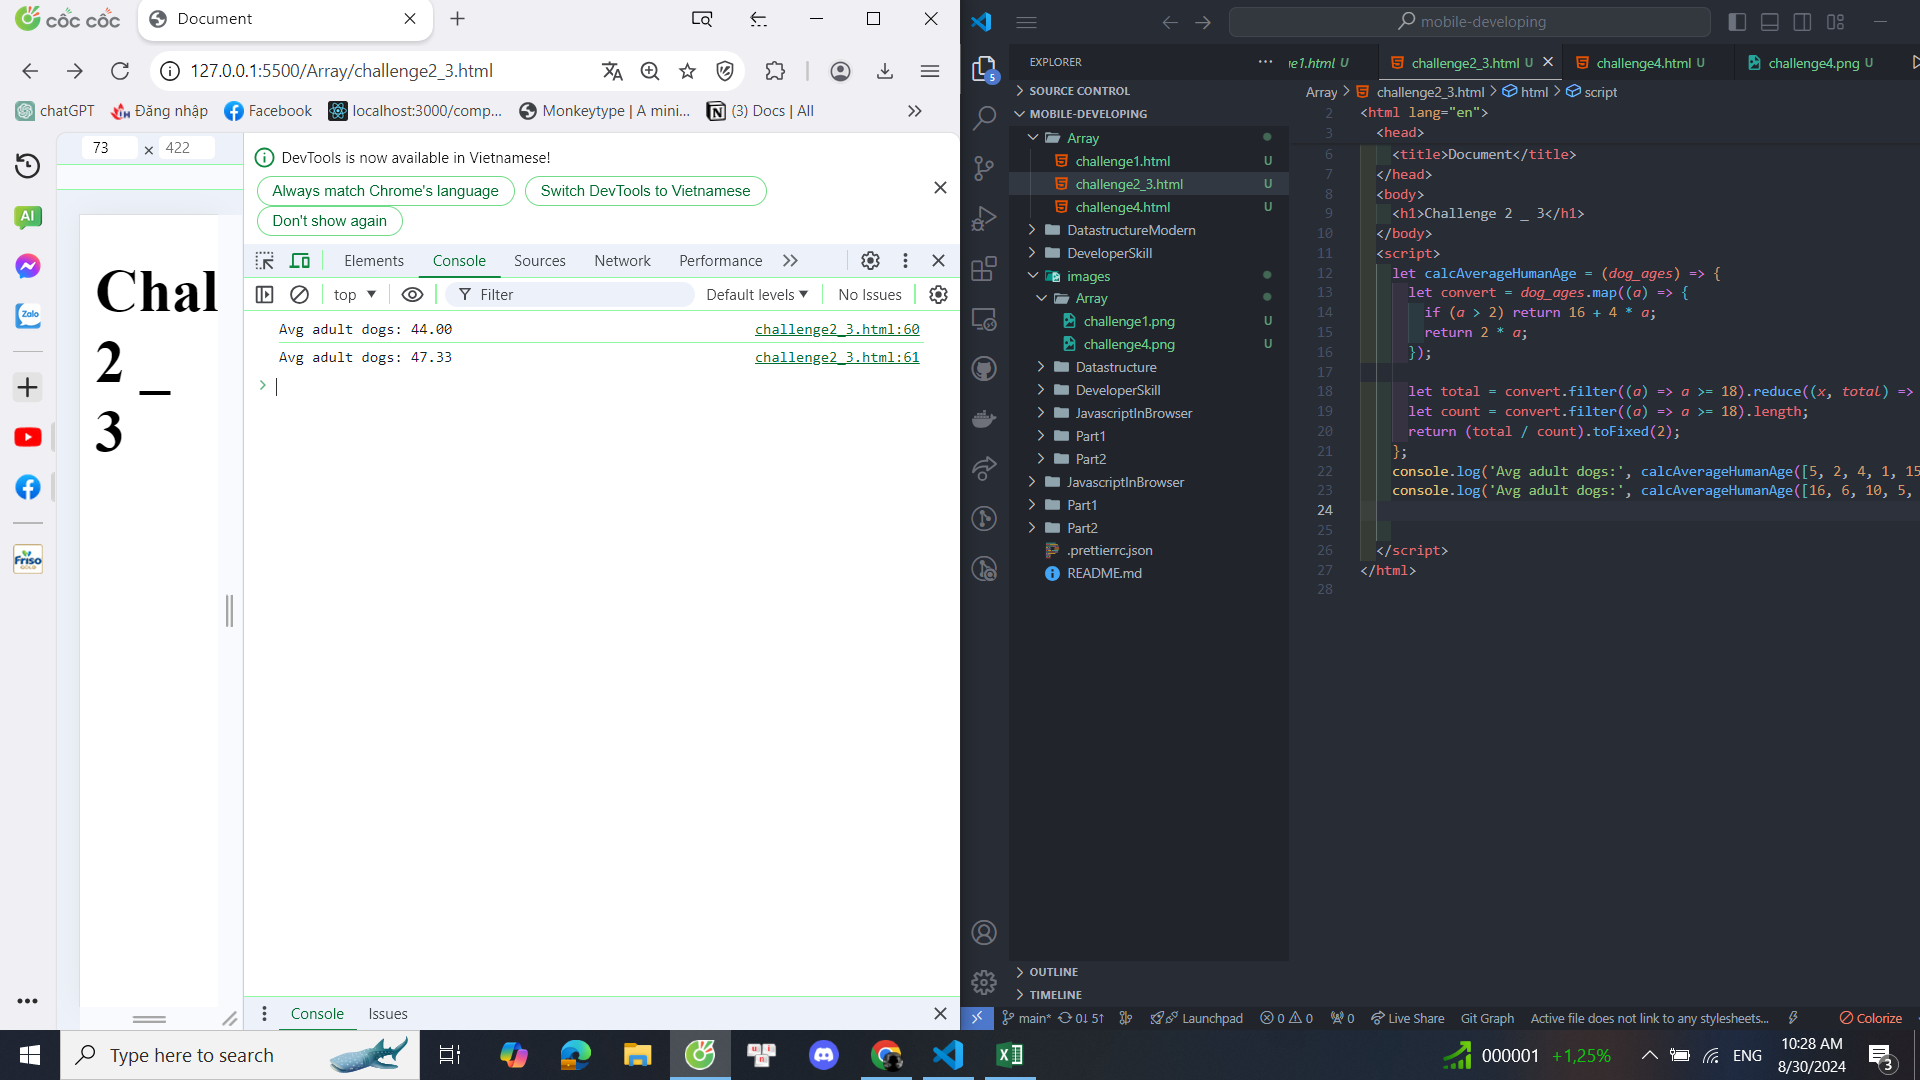 cốc cốc
Document
127.0.0.1:5500/Array/challenge2_3.html
chatGPT
Đăng nhập
Facebook
localhost:3000/comp...
Monkeytype | A mini...
(3) Docs | All
73 × 422
DevTools is now available in Vietnamese!
Always match Chrome's language
Switch DevTools to Vietnamese
Don't show again
Elements
Console
Sources
Network
Performance
top
Filter
Default levels
No Issues
Avg adult dogs: 44.00 challenge2_3.html:60
Avg adult dogs: 47.33 challenge2_3.html:61
Chal
2 _
3
AI
Zalo
Friso
GOLD
Console
Issues
mobile-developing
EXPLORER
SOURCE CONTROL
MOBILE-DEVELOPING
Array
challenge1.html U
challenge2_3.html U
challenge4.html U
DatastructureModern
DeveloperSkill
images
Array
challenge1.png U
challenge4.png U
Datastructure
DeveloperSkill
JavascriptInBrowser
Part1
Part2
JavascriptInBrowser
Part1
Part2
.prettierrc.json
README.md
OUTLINE
TIMELINE
5
e1.html U
challenge2_3.html U
challenge4.html U
challenge4.png U
Array > challenge2_3.html > html > script
2 <html lang="en">
3 <head>
6 <title>Document</title>
7 </head>
8 <body>
9 <h1>Challenge 2 _ 3</h1>
10 </body>
11 <script>
12 let calcAverageHumanAge = (dog_ages) => {
13 let convert = dog_ages.map((a) => {
14 if (a > 2) return 16 + 4 * a;
15 return 2 * a;
16 });
17
18 let total = convert.filter((a) => a >= 18).reduce((x, total) =>
19 let count = convert.filter((a) => a >= 18).length;
20 return (total / count).toFixed(2);
21 };
22 console.log('Avg adult dogs:', calcAverageHumanAge([5, 2, 4, 1, 15
23 console.log('Avg adult dogs:', calcAverageHumanAge([16, 6, 10, 5,
24
25
26 </script>
27 </html>
28
main* 0↓ 5↑
Launchpad
0 0
0
Live Share
Git Graph
Active file does not link to any stylesheets...
Colorize
Type here to search
000001 +1,25%
ENG
10:28 AM
8/30/2024
3